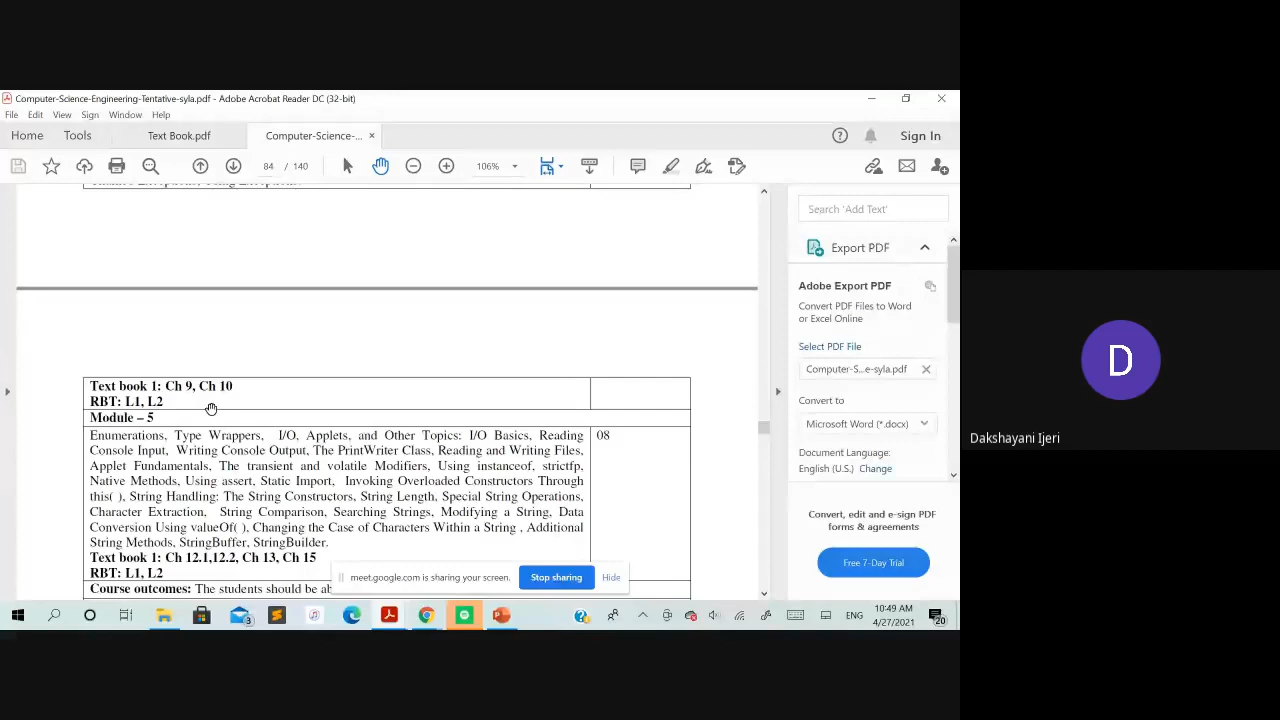 Computer-Science-Engineering-Tentative-syla.pdf - Adobe Acrobat Reader DC (32-bit)
File Edit View Sign Window Help
Home Tools Text Book.pdf Computer-Science-... × Sign In
84 / 140 106%
Search 'Add Text'
Export PDF
Adobe Export PDF
Convert PDF Files to Word
or Excel Online
Select PDF File
Computer-S...e-syla.pdf
Convert to
Microsoft Word (*.docx)
Document Language:
English (U.S.) Change
Convert, edit and e-sign PDF
forms & agreements
Free 7-Day Trial
Text book 1: Ch 9, Ch 10
RBT: L1, L2
Module – 5
Enumerations, Type Wrappers, I/O, Applets, and Other Topics: I/O Basics, Reading 08
Console Input, Writing Console Output, The PrintWriter Class, Reading and Writing Files,
Applet Fundamentals, The transient and volatile Modifiers, Using instanceof, strictfp,
Native Methods, Using assert, Static Import, Invoking Overloaded Constructors Through
this( ), String Handling: The String Constructors, String Length, Special String Operations,
Character Extraction, String Comparison, Searching Strings, Modifying a String, Data
Conversion Using valueOf( ), Changing the Case of Characters Within a String , Additional
String Methods, StringBuffer, StringBuilder.
Text book 1: Ch 12.1,12.2, Ch 13, Ch 15
RBT: L1, L2
Course outcomes: The students should be
meet.google.com is sharing your screen. Stop sharing Hide
3
ENG 10:49 AM
4/27/2021
20
D
Dakshayani Ijeri